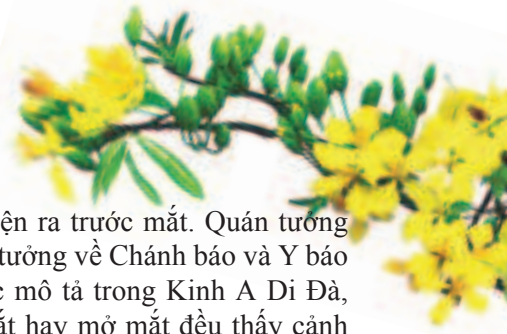 ện ra trước mắt. Quán tưởng
tưởng về Chánh báo và Y báo
mô tả trong Kinh A Di Đà,
hay mở mắt đều thấy cảnh